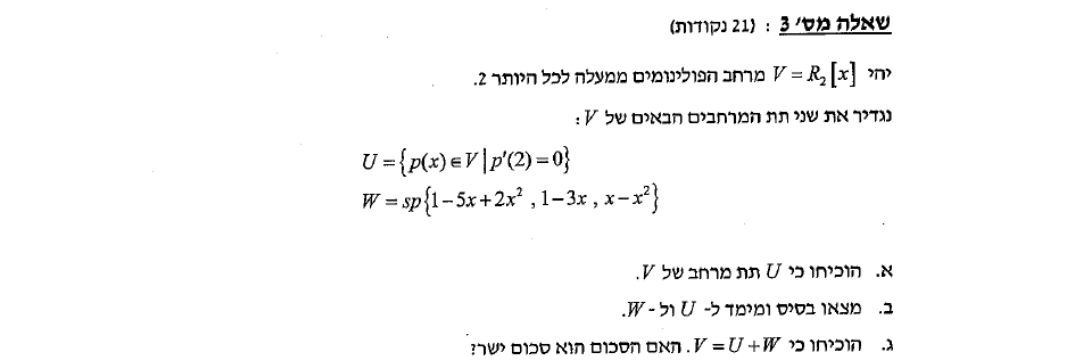 שאלה מס' 3 : (21 נקודות)
יהי V = R₂[x] מרחב הפולינומים ממעלה לכל היותר 2.
נגדיר את שני תת המרחבים הבאים של V :
U = {p(x) ∈ V | p′(2) = 0}
W = sp{1−5x+2x² , 1−3x , x−x²}
א. הוכיחו כי U תת מרחב של V.
ב. מצאו בסיס ומימד ל- U ול- W.
ג. הוכיחו כי V = U + W. האם הסכום הוא סכום ישר?